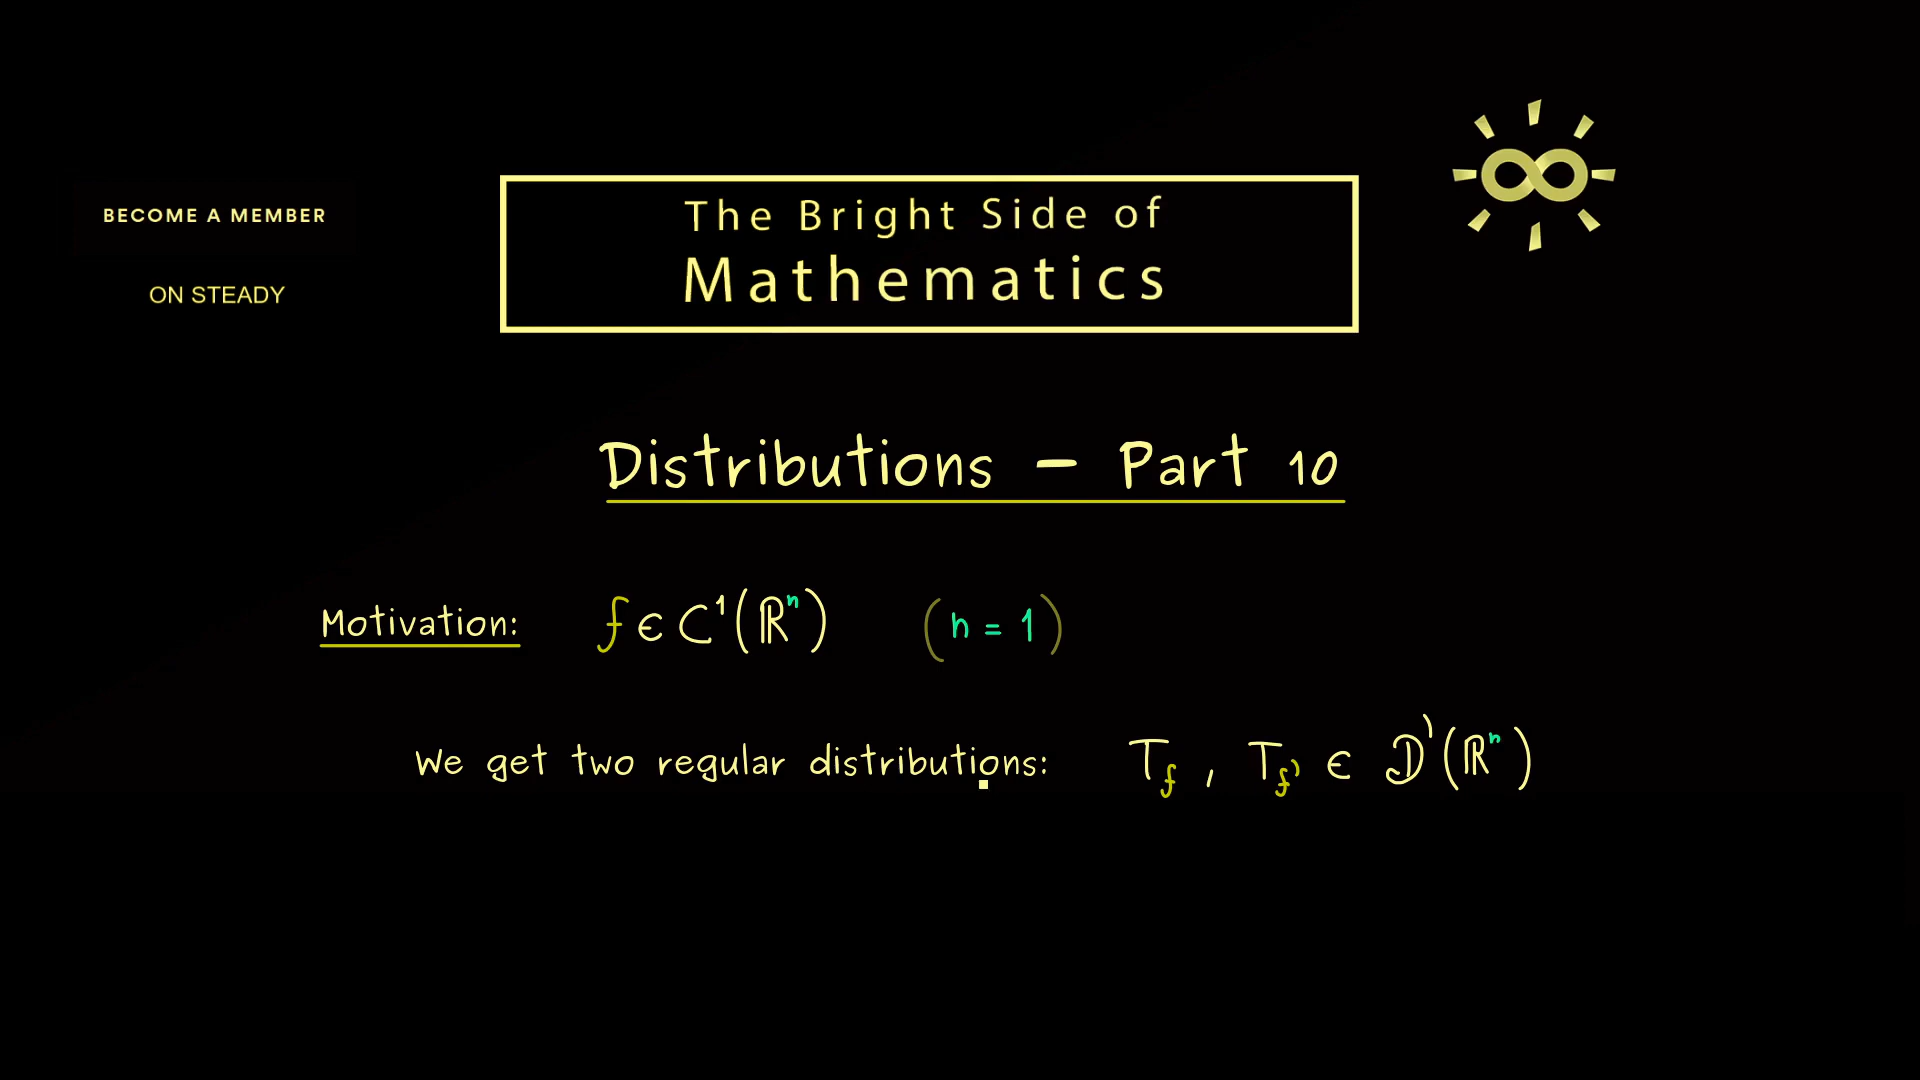 BECOME A MEMBER
ON STEADY
The Bright Side of
Mathematics
Distributions – Part 10
Motivation: f ∈ C¹(ℝⁿ) (n = 1)
We get two regular distributions: T_f , T_f' ∈ 𝒟'(ℝⁿ)